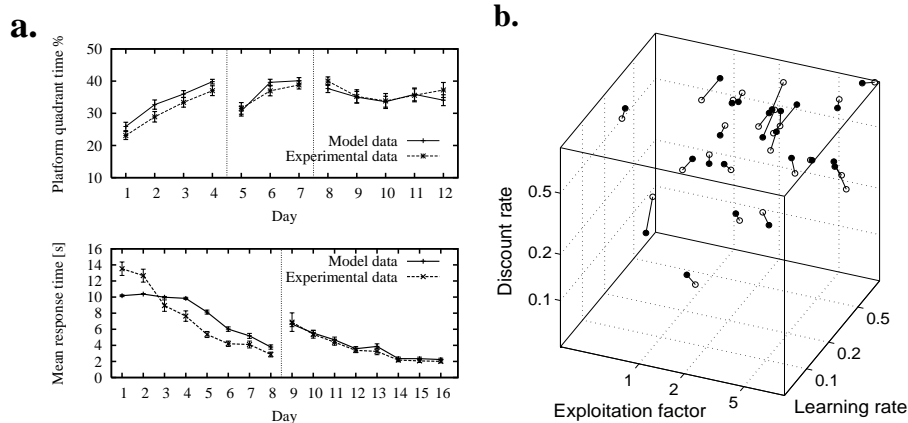 a.
Platform quadrant time %
50
40
30
20
10
Model data
Experimental data
1 2 3 4 5 6 7 8 9 10 11 12
Day
Mean response time [s]
16
14
12
10
8
6
4
2
0
Model data
Experimental data
1 2 3 4 5 6 7 8 9 10 11 12 13 14 15 16
Day
b.
Discount rate
0.5
0.2
0.1
1
2
5
Exploitation factor
0.1
0.2
0.5
Learning rate